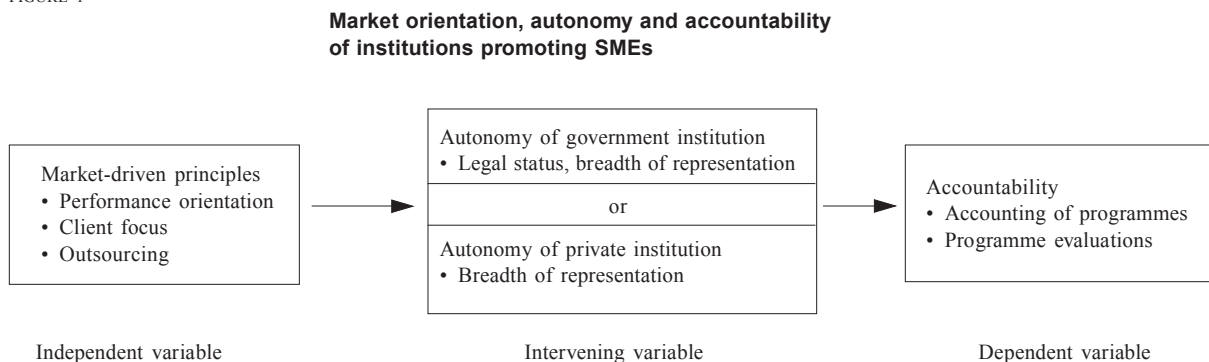 Market orientation, autonomy and accountability
of institutions promoting SMEs
Market-driven principles
• Performance orientation
• Client focus
• Outsourcing
Autonomy of government institution
• Legal status, breadth of representation
or
Autonomy of private institution
• Breadth of representation
Accountability
• Accounting of programmes
• Programme evaluations
Independent variable
Intervening variable
Dependent variable